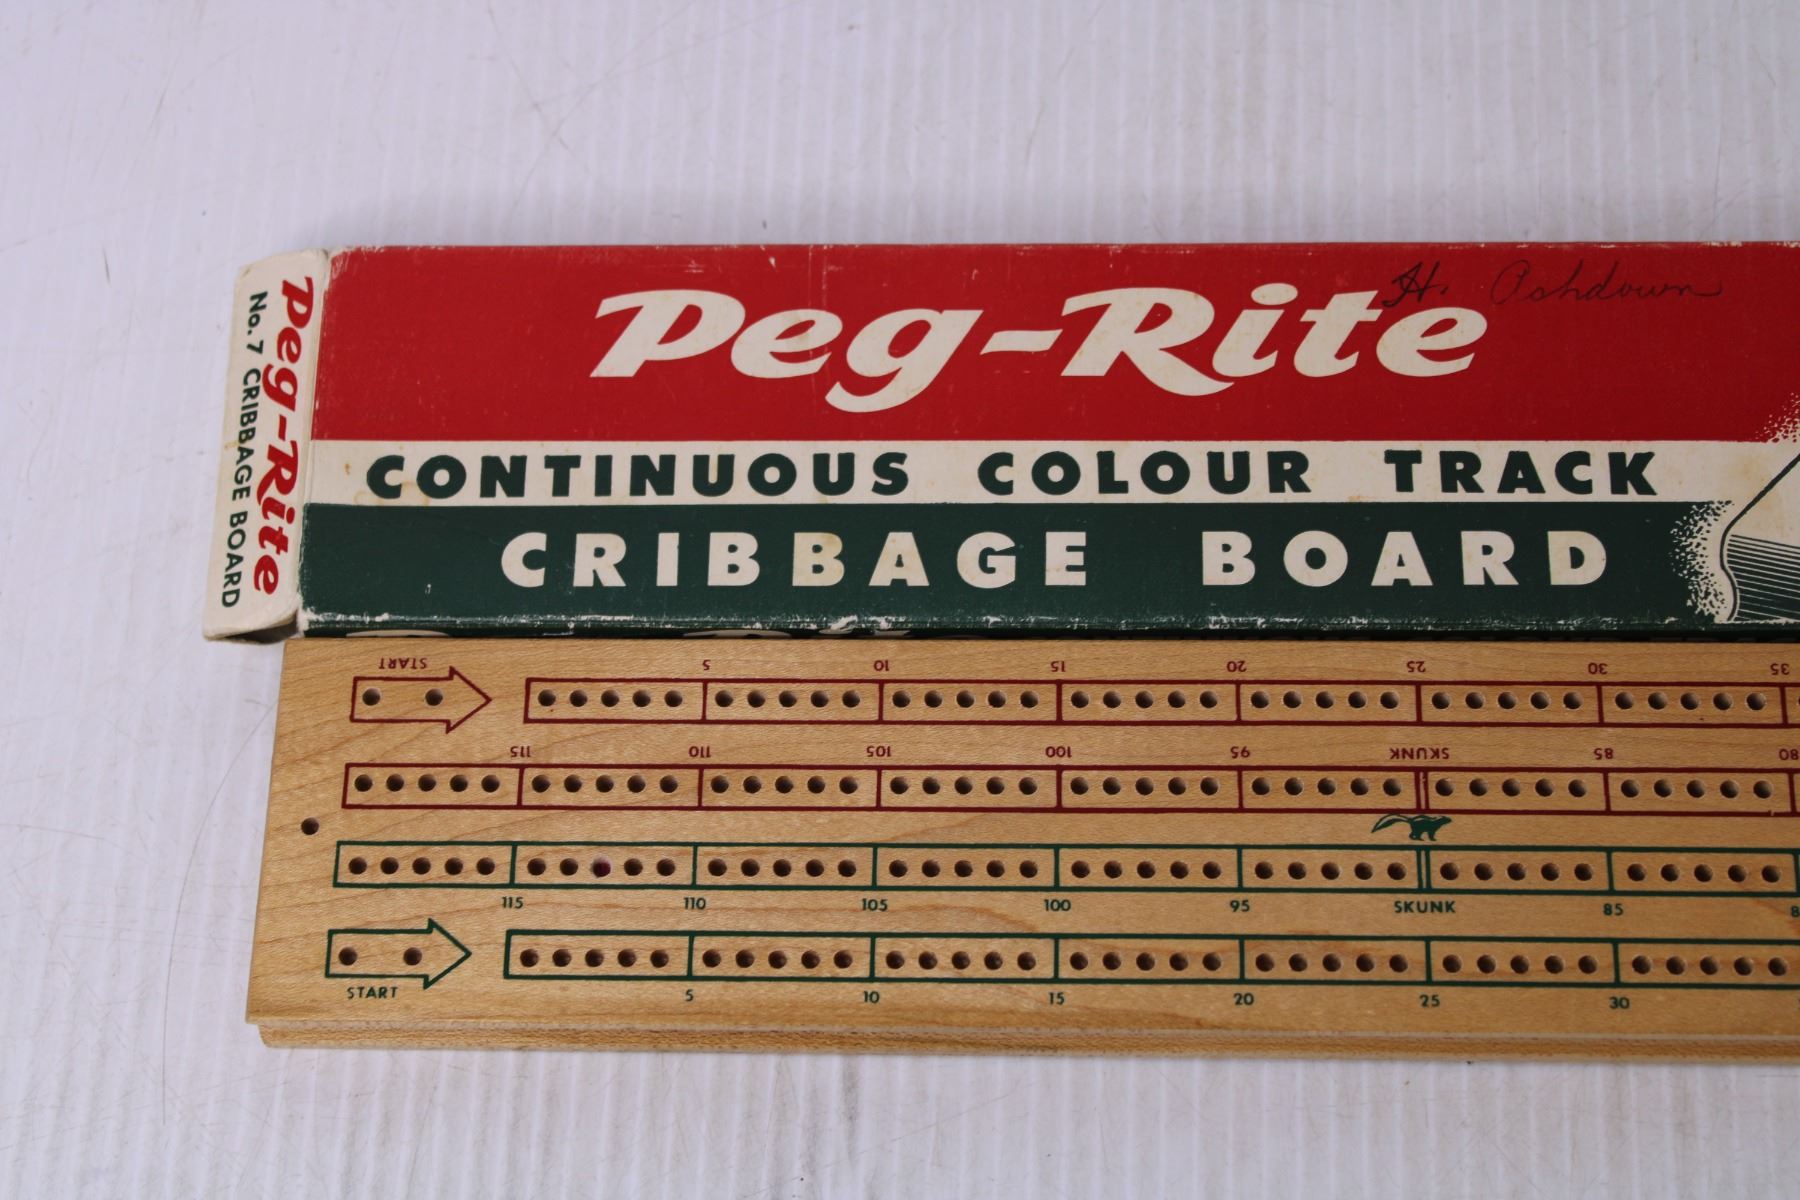 Peg-Rite
No. 7 CRIBBAGE BOARD
Peg-Rite
H. Ashdown
CONTINUOUS COLOUR TRACK
CRIBBAGE BOARD
START 5 10 15 20 25 30 35
115 110 105 100 95 SKUNK 85 80
115 110 105 100 95 SKUNK 85
START 5 10 15 20 25 30